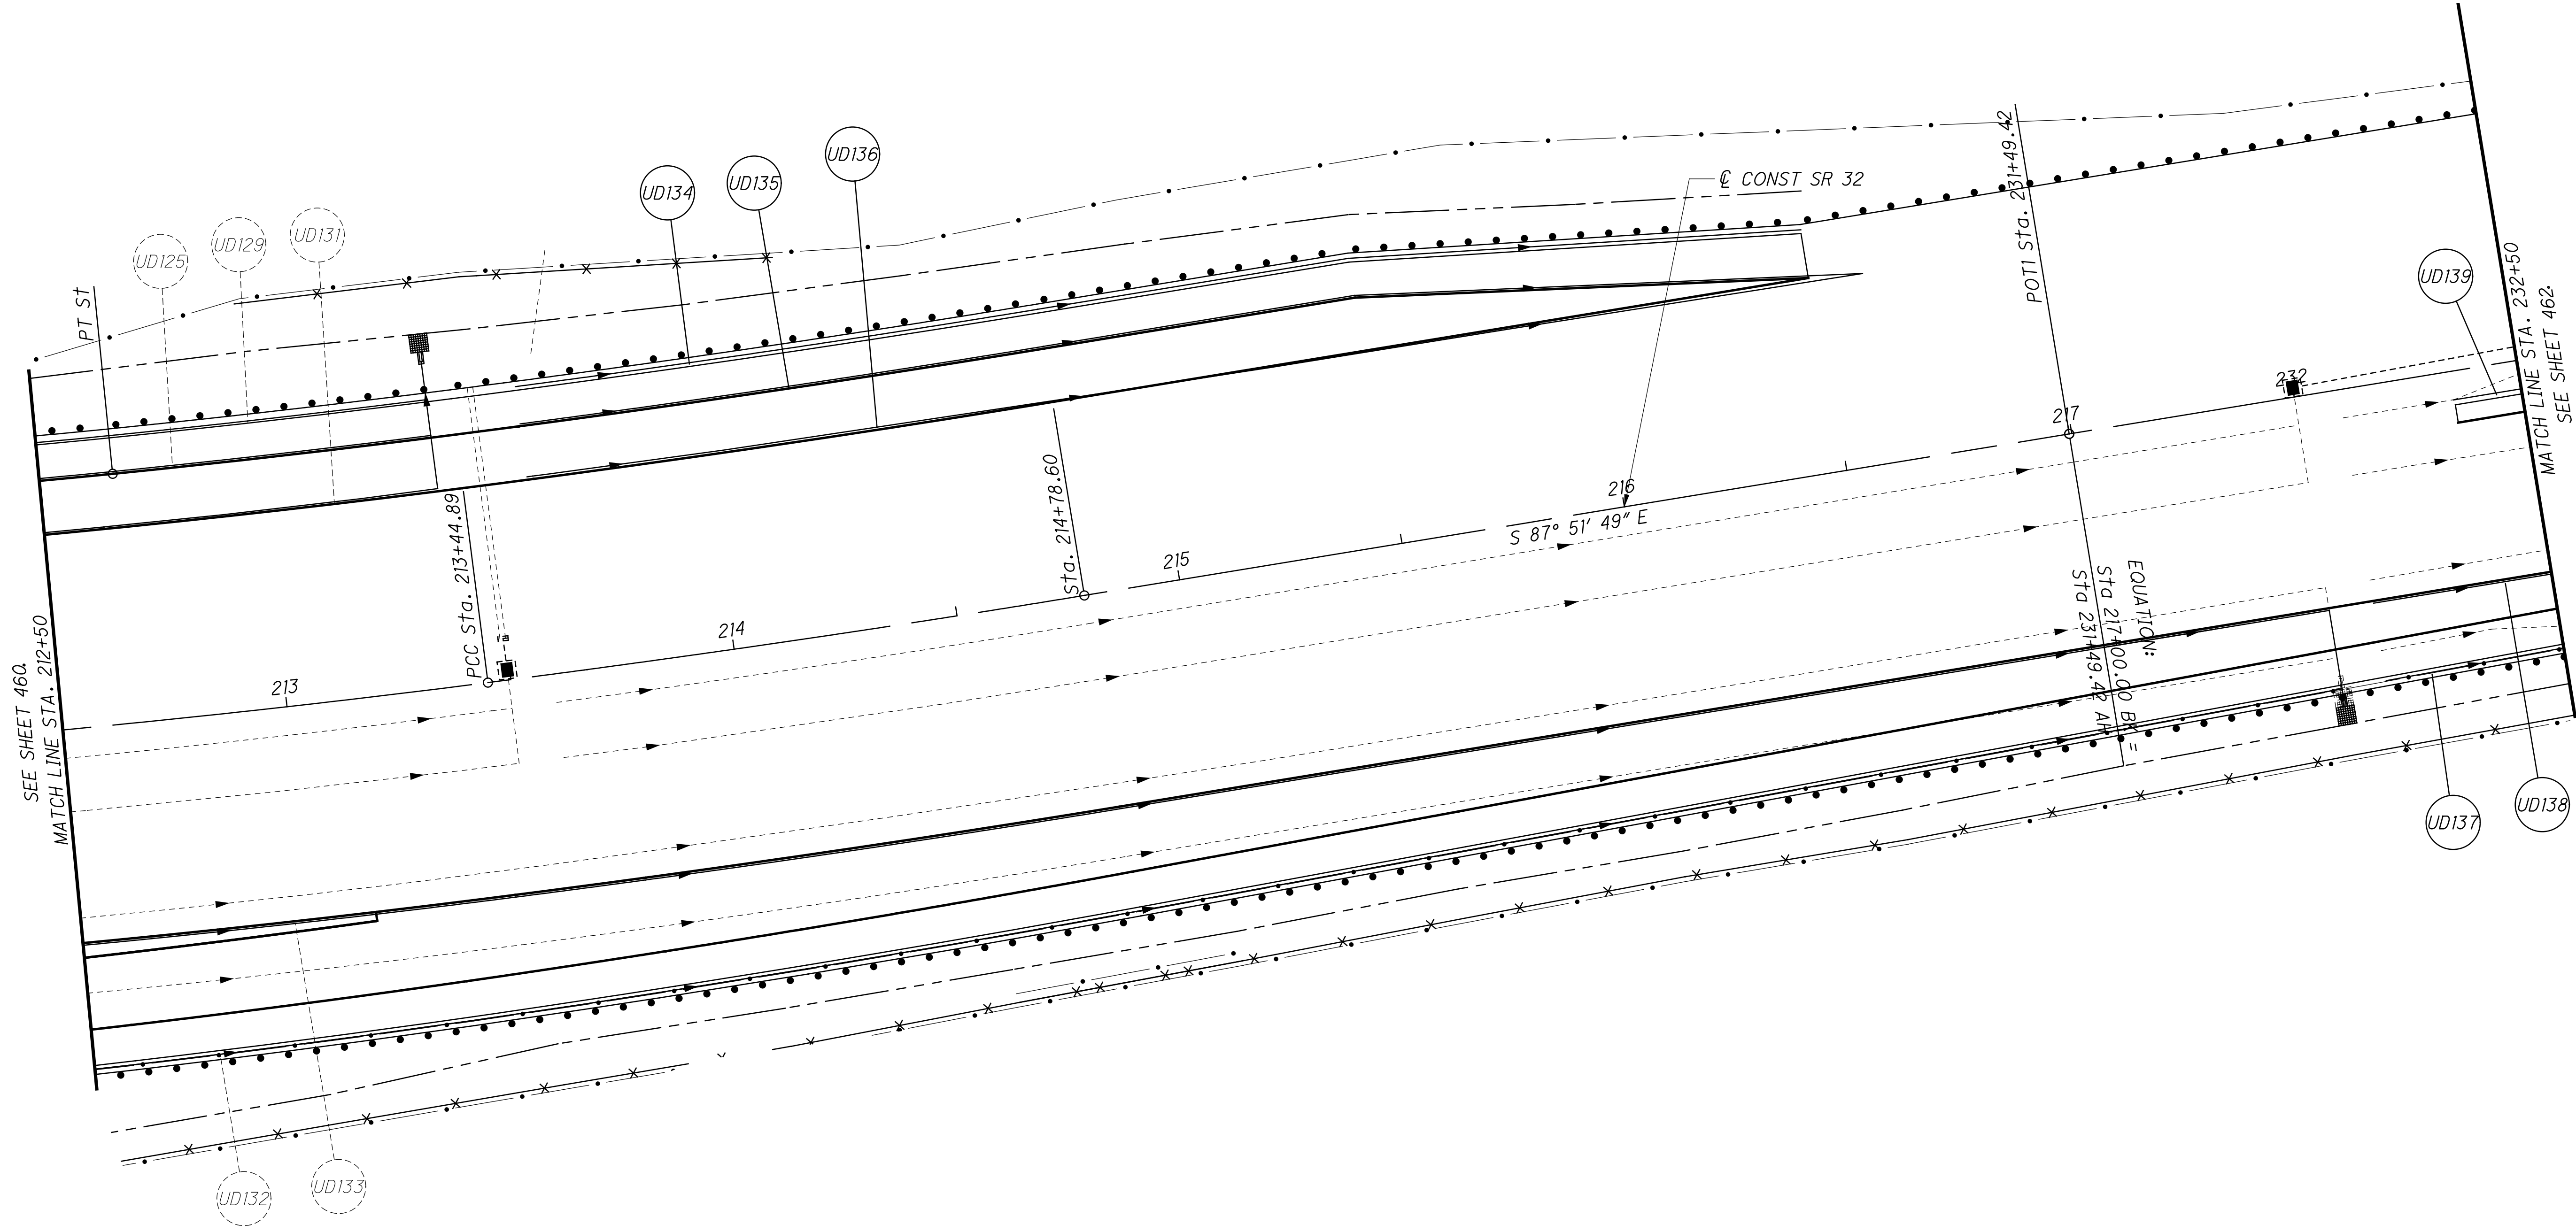 UD125
UD129
UD131
UD134
UD135
UD136
℄ CONST SR 32
POT1 Sta. 231+49.42
UD139
MATCH LINE STA. 232+50
SEE SHEET 462.
PT St
PCC Sta. 213+44.89
Sta. 214+78.60
213
214
215
216
217
232
S 87° 51' 49" E
EQUATION:
Sta 217+00.00 BK =
Sta 231+49.42 AH
SEE SHEET 460.
MATCH LINE STA. 212+50
UD132
UD133
UD137
UD138